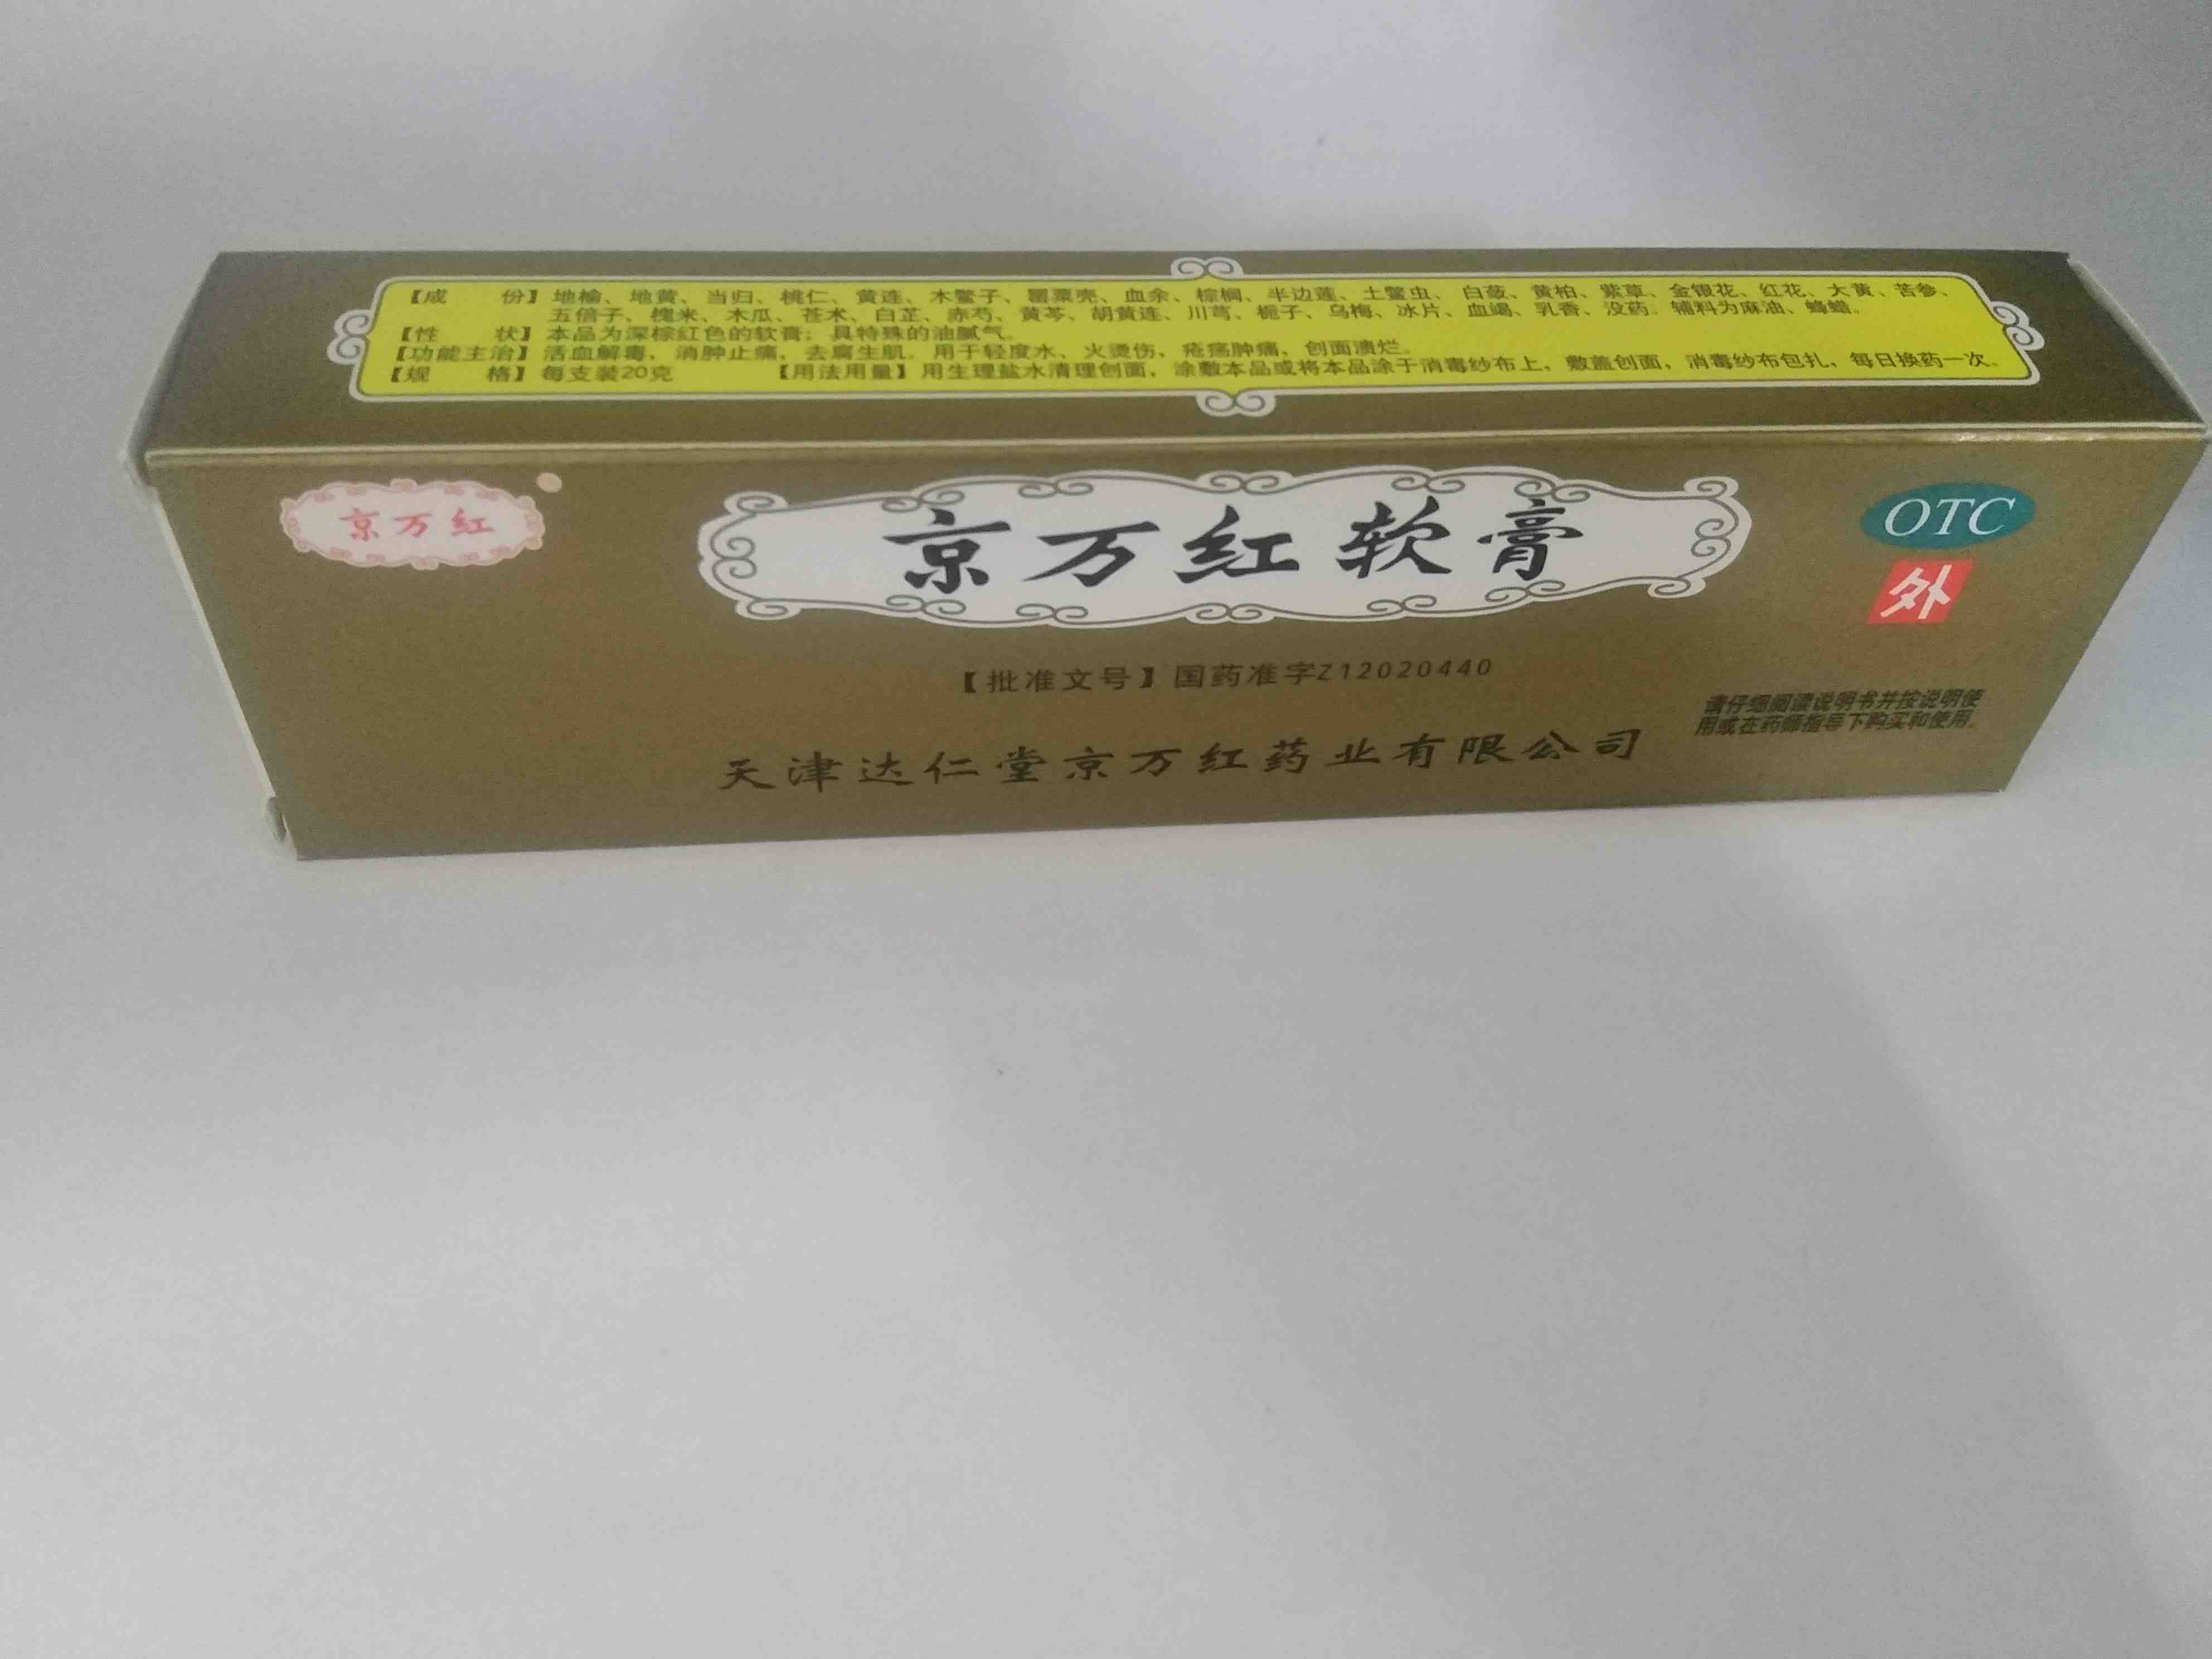 【成 份】地榆、地黄、当归、桃仁、黄连、木鳖子、罂粟壳、血余、棕榈、半边莲、土鳖虫、白蔹、黄柏、紫草、金银花、红花、大黄、苦参、
五倍子、槐米、木瓜、苍术、白芷、赤芍、黄芩、胡黄连、川芎、栀子、乌梅、冰片、血竭、乳香、没药。辅料为麻油、蜂蜡。
【性 状】本品为深棕红色的软膏；具特殊的油腻气。
【功能主治】活血解毒，消肿止痛，去腐生肌。用于轻度水、火烫伤，疮疡肿痛，创面溃烂。
【规 格】每支装20克 【用法用量】用生理盐水清理创面，涂敷本品或将本品涂于消毒纱布上，敷盖创面，消毒纱布包扎，每日换药一次。
京万红
京万红软膏
OTC
外
【批准文号】国药准字Z12020440
请仔细阅读说明书并按说明使
用或在药师指导下购买和使用。
天津达仁堂京万红药业有限公司